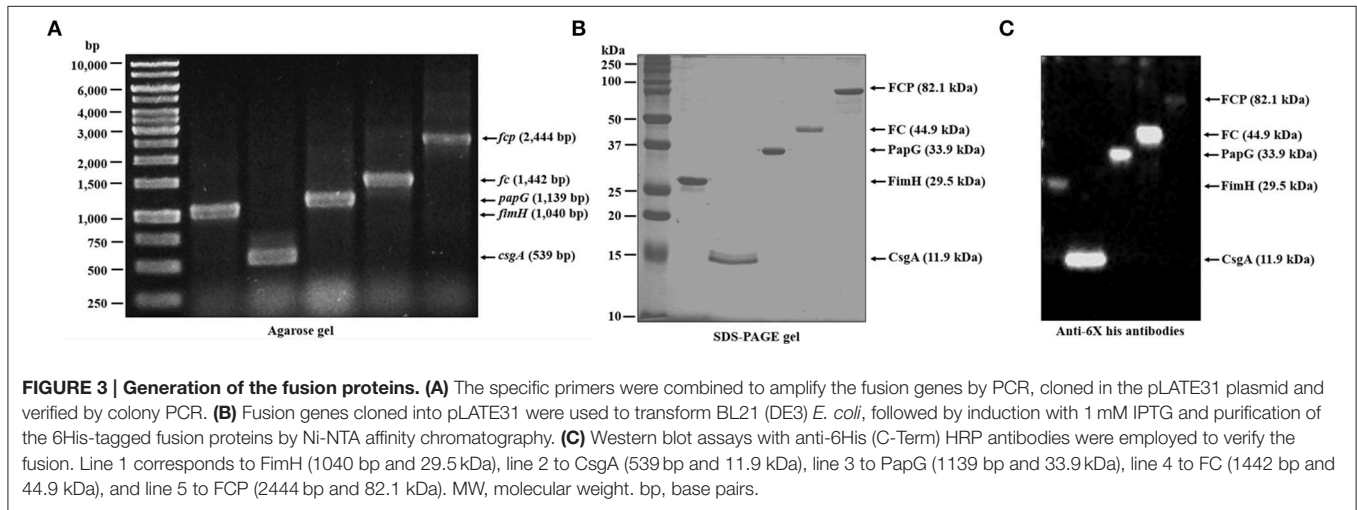 A
bp
10,000
6,000
4,000
3,000
2,000
1,500
1,000
750
500
250
fcp (2,444 bp)
fc (1,442 bp)
papG (1,139 bp)
fimH (1,040 bp)
csgA (539 bp)
Agarose gel
B
kDa
250
100
50
37
25
20
15
10
FCP (82.1 kDa)
FC (44.9 kDa)
PapG (33.9 kDa)
FimH (29.5 kDa)
CsgA (11.9 kDa)
SDS-PAGE gel
C
FCP (82.1 kDa)
FC (44.9 kDa)
PapG (33.9 kDa)
FimH (29.5 kDa)
CsgA (11.9 kDa)
Anti-6X his antibodies
FIGURE 3 | Generation of the fusion proteins. (A) The specific primers were combined to amplify the fusion genes by PCR, cloned in the pLATE31 plasmid and
verified by colony PCR. (B) Fusion genes cloned into pLATE31 were used to transform BL21 (DE3) E. coli, followed by induction with 1 mM IPTG and purification of
the 6His-tagged fusion proteins by Ni-NTA affinity chromatography. (C) Western blot assays with anti-6His (C-Term) HRP antibodies were employed to verify the
fusion. Line 1 corresponds to FimH (1040 bp and 29.5 kDa), line 2 to CsgA (539 bp and 11.9 kDa), line 3 to PapG (1139 bp and 33.9 kDa), line 4 to FC (1442 bp and
44.9 kDa), and line 5 to FCP (2444 bp and 82.1 kDa). MW, molecular weight. bp, base pairs.